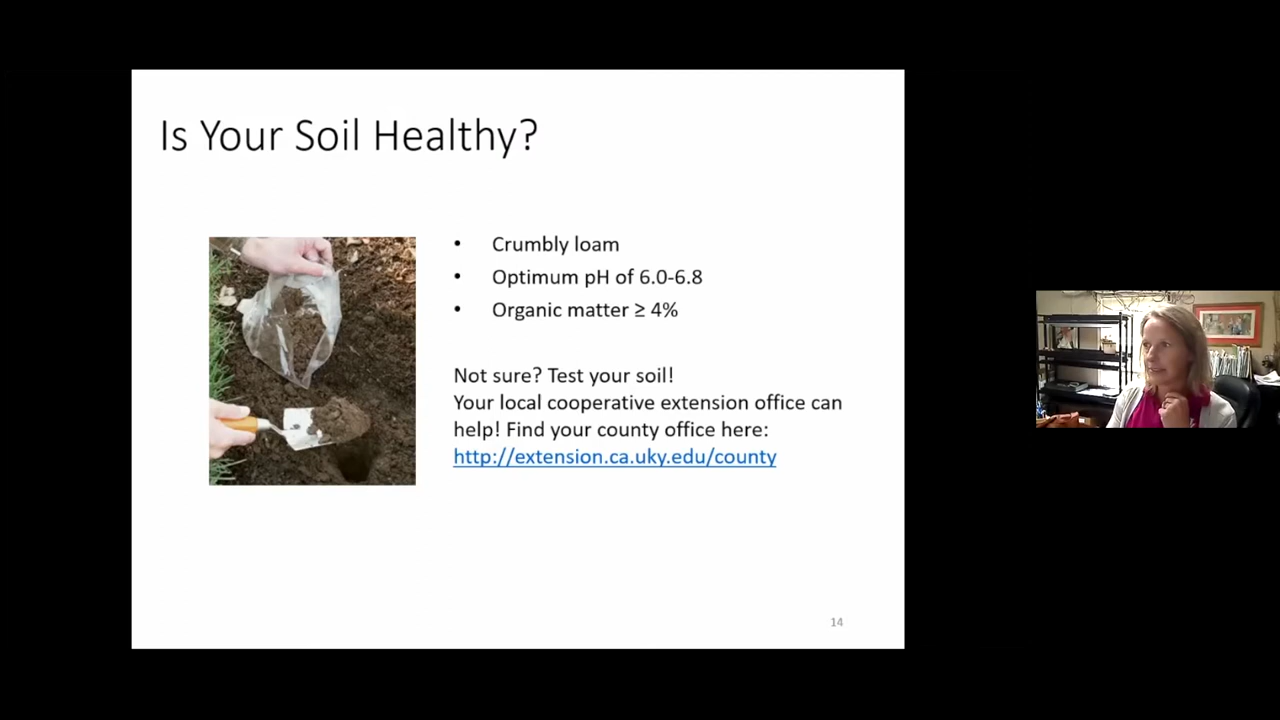 Is Your Soil Healthy?
• Crumbly loam
• Optimum pH of 6.0-6.8
• Organic matter ≥ 4%
Not sure? Test your soil!
Your local cooperative extension office can
help! Find your county office here:
http://extension.ca.uky.edu/county
14